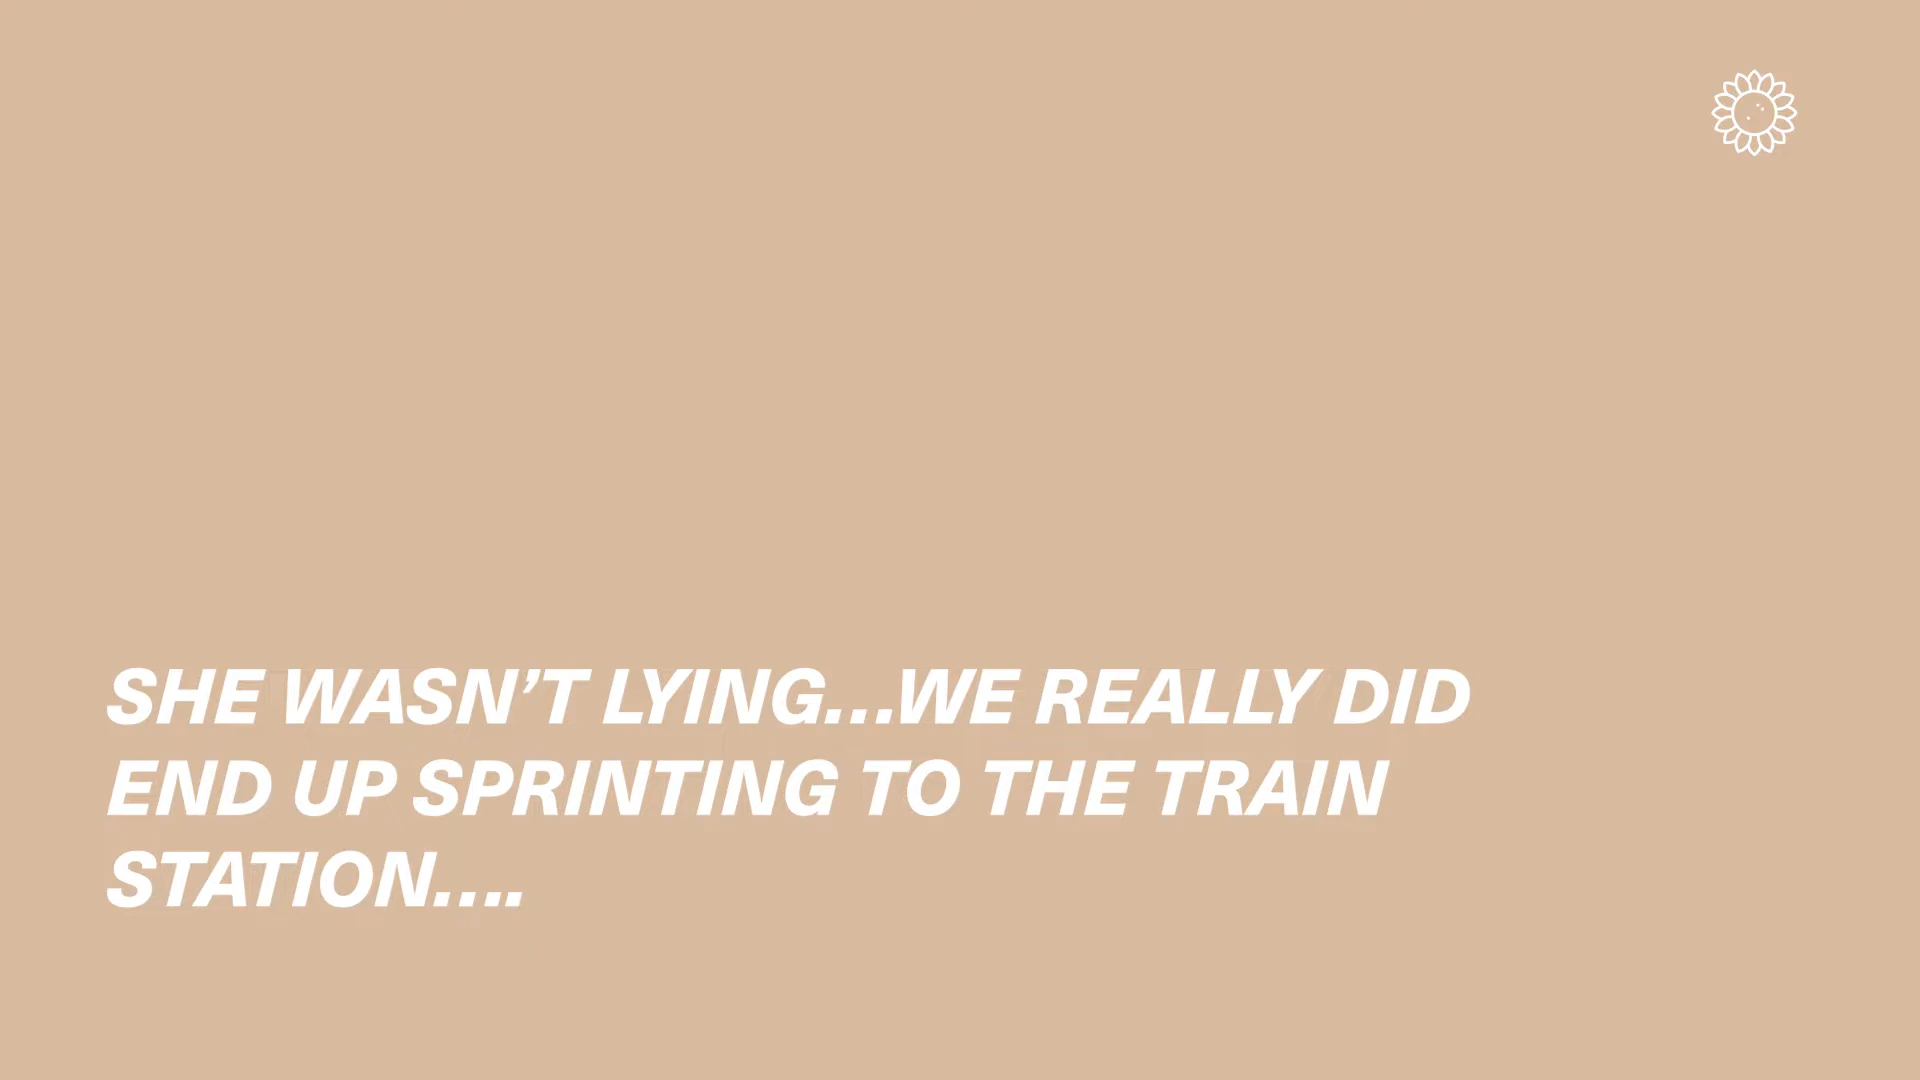 SHE WASN’T LYING...WE REALLY DID
END UP SPRINTING TO THE TRAIN
STATION....